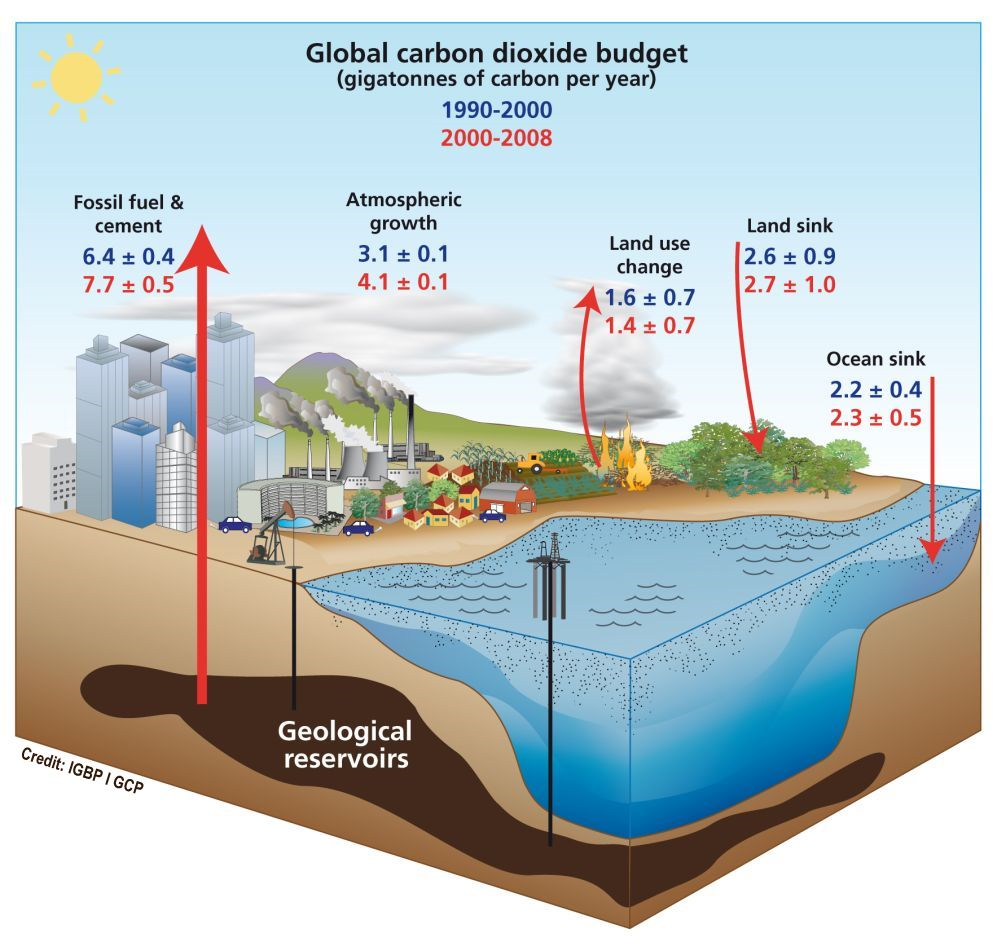 Global carbon dioxide budget
(gigatonnes of carbon per year)
1990-2000
2000-2008
Fossil fuel &
cement
6.4 ± 0.4
7.7 ± 0.5
Atmospheric
growth
3.1 ± 0.1
4.1 ± 0.1
Land use
change
1.6 ± 0.7
1.4 ± 0.7
Land sink
2.6 ± 0.9
2.7 ± 1.0
Ocean sink
2.2 ± 0.4
2.3 ± 0.5
Geological
reservoirs
Credit: IGBP I GCP